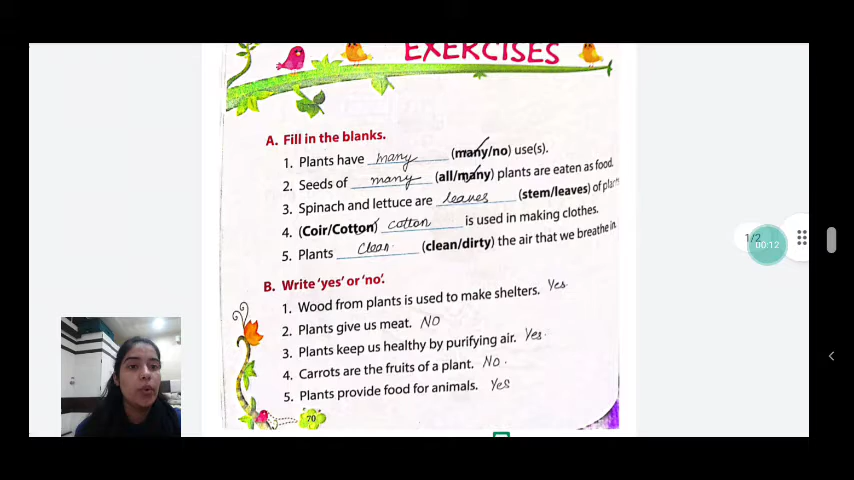 EXERCISES
A. Fill in the blanks.
1. Plants have many (many/no) use(s).
2. Seeds of many (all/many) plants are eaten as food.
3. Spinach and lettuce are leaves (stem/leaves) of plants
4. (Coir/Cotton) cotton is used in making clothes.
5. Plants clean (clean/dirty) the air that we breathe in.
1/2
00:12
B. Write 'yes' or 'no'.
1. Wood from plants is used to make shelters. Yes
2. Plants give us meat. NO
3. Plants keep us healthy by purifying air. Yes.
4. Carrots are the fruits of a plant. No.
5. Plants provide food for animals. Yes
70